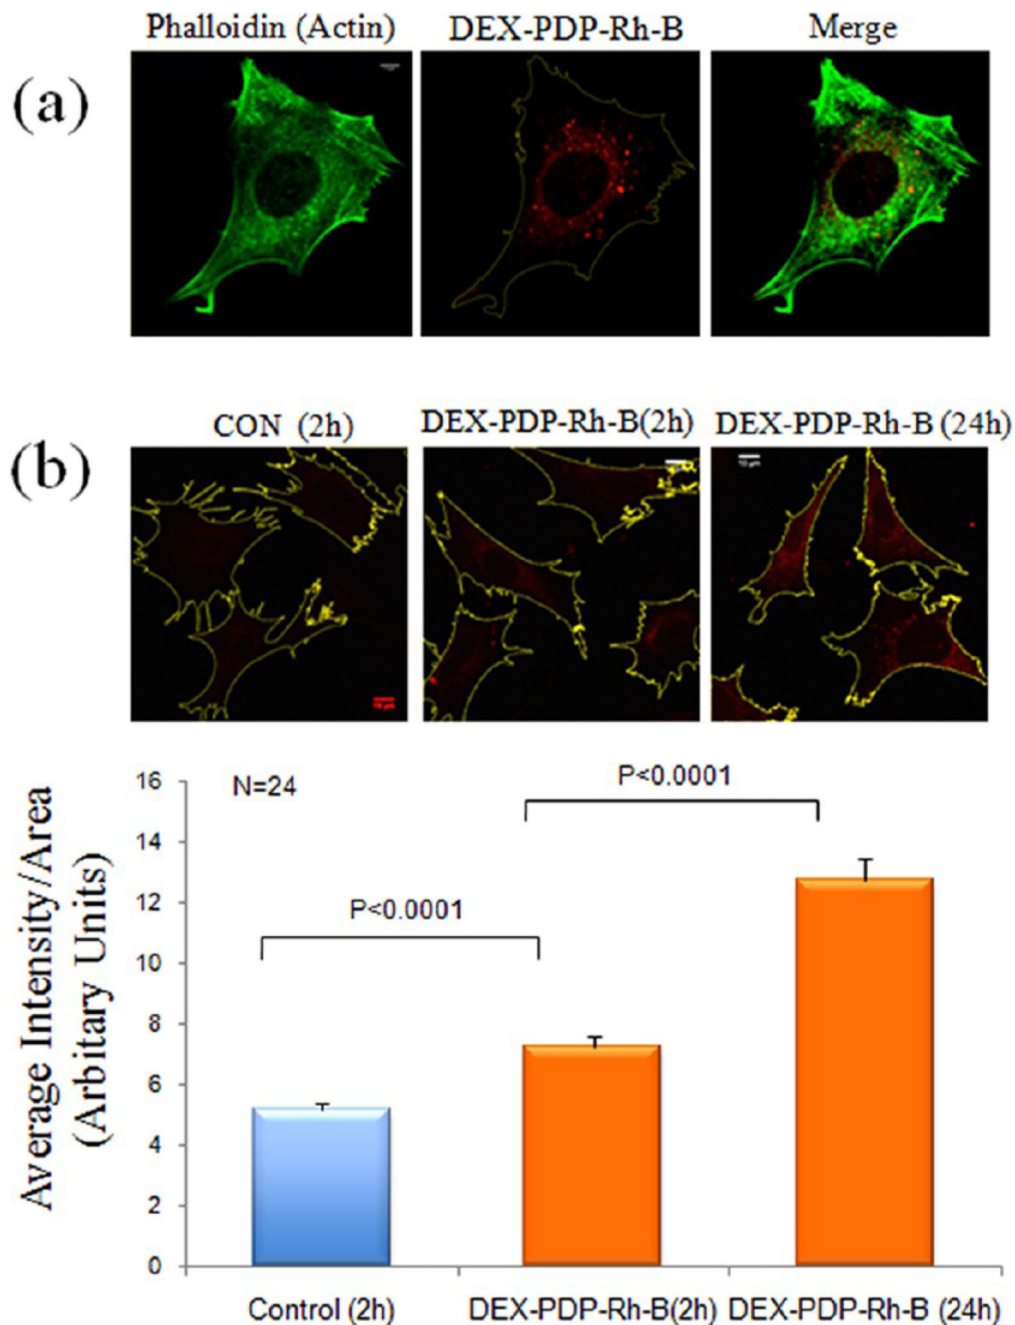 Phalloidin (Actin) DEX-PDP-Rh-B Merge
(a)
CON (2h) DEX-PDP-Rh-B(2h) DEX-PDP-Rh-B (24h)
(b)
10 µm
Average Intensity/Area
(Arbitary Units)
16
14
12
10
8
6
4
2
0
N=24
P<0.0001
P<0.0001
Control (2h) DEX-PDP-Rh-B(2h) DEX-PDP-Rh-B (24h)